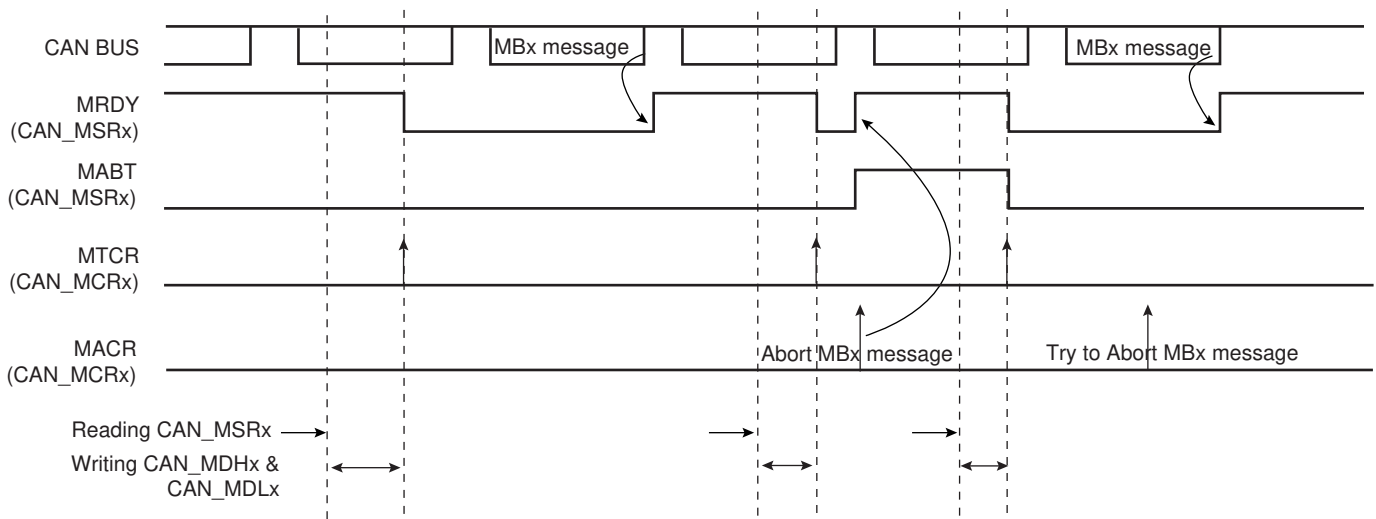 CAN BUS
MBx message
MBx message
MRDY
(CAN_MSRx)
MABT
(CAN_MSRx)
MTCR
(CAN_MCRx)
Abort MBx message
Try to Abort MBx message
MACR
(CAN_MCRx)
Reading CAN_MSRx
Writing CAN_MDHx &
CAN_MDLx